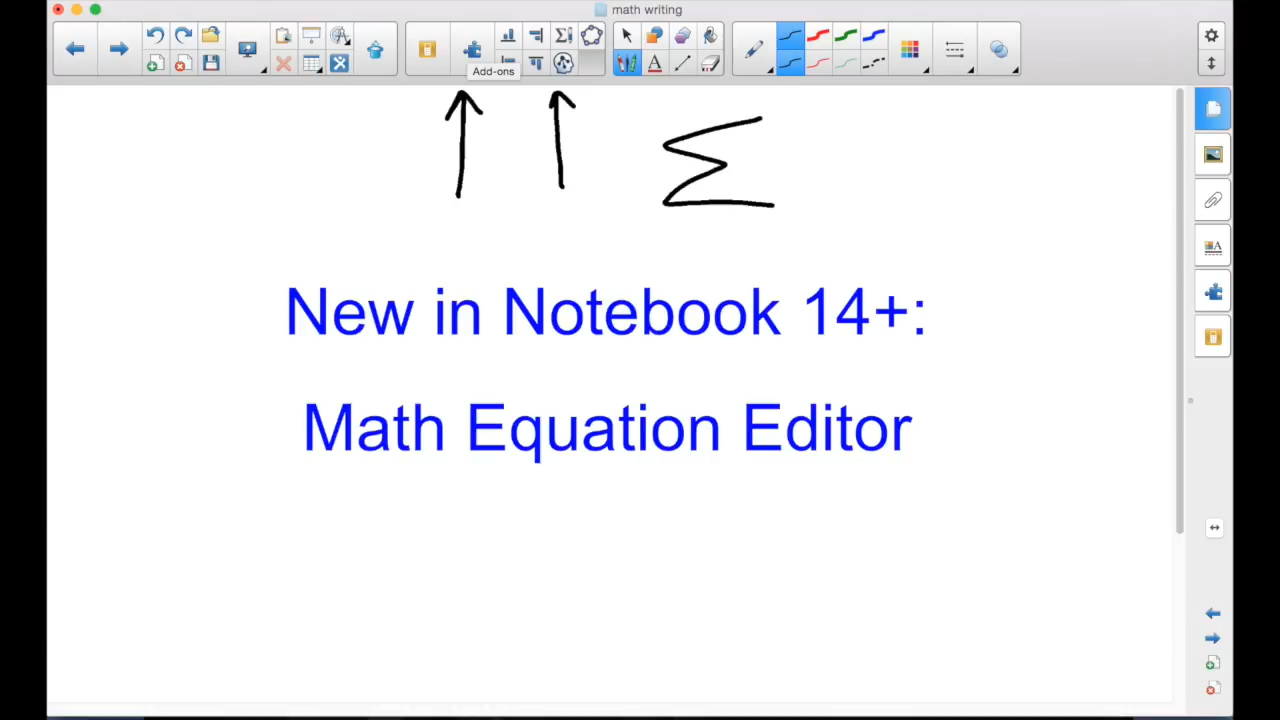 math writing
Add-ons
Σ
New in Notebook 14+:
Math Equation Editor